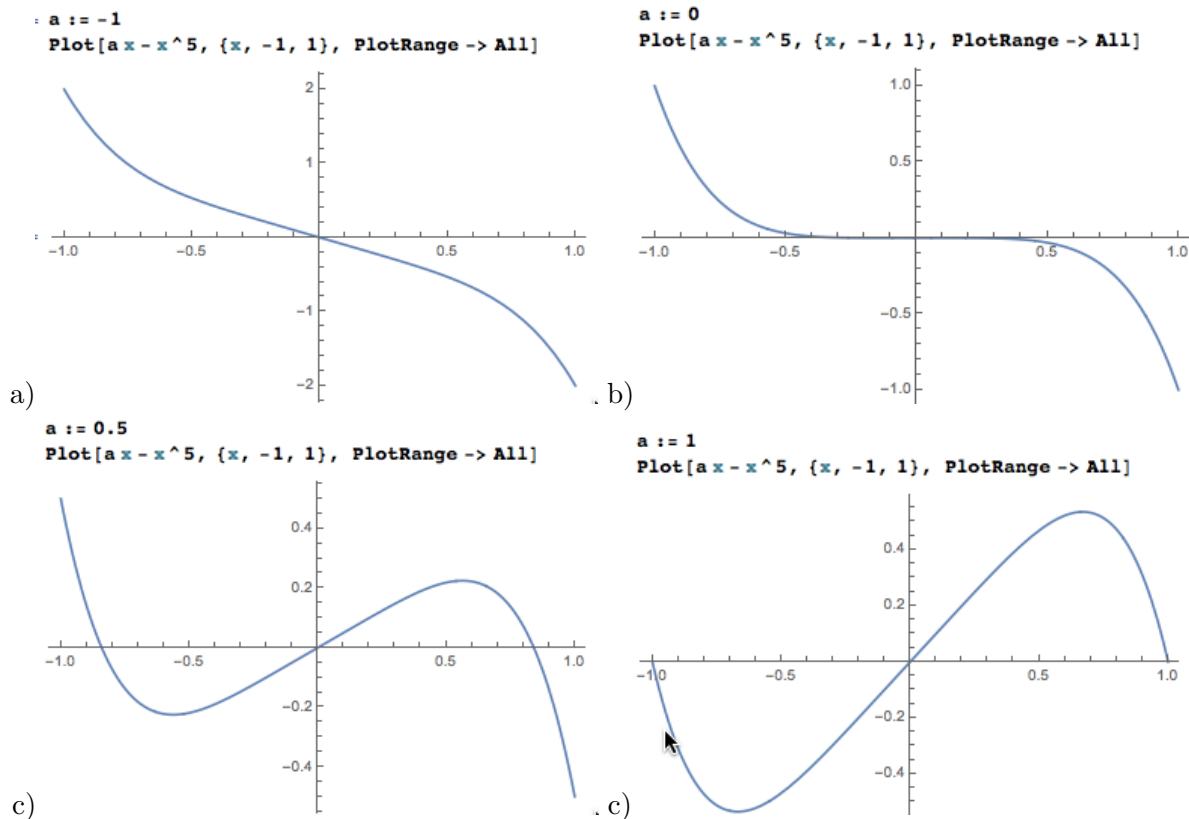 a := -1
Plot[a x - x^5, {x, -1, 1}, PlotRange -> All]
2
1
-1.0 -0.5 0.5 1.0
-1
-2
a)
a := 0
Plot[a x - x^5, {x, -1, 1}, PlotRange -> All]
1.0
0.5
-1.0 -0.5 0.5 1.0
-0.5
-1.0
, b)
a := 0.5
Plot[a x - x^5, {x, -1, 1}, PlotRange -> All]
0.4
0.2
-1.0 -0.5 0.5 1.0
-0.2
-0.4
c)
a := 1
Plot[a x - x^5, {x, -1, 1}, PlotRange -> All]
0.4
0.2
-1.0 -0.5 0.5 1.0
-0.2
-0.4
, c)